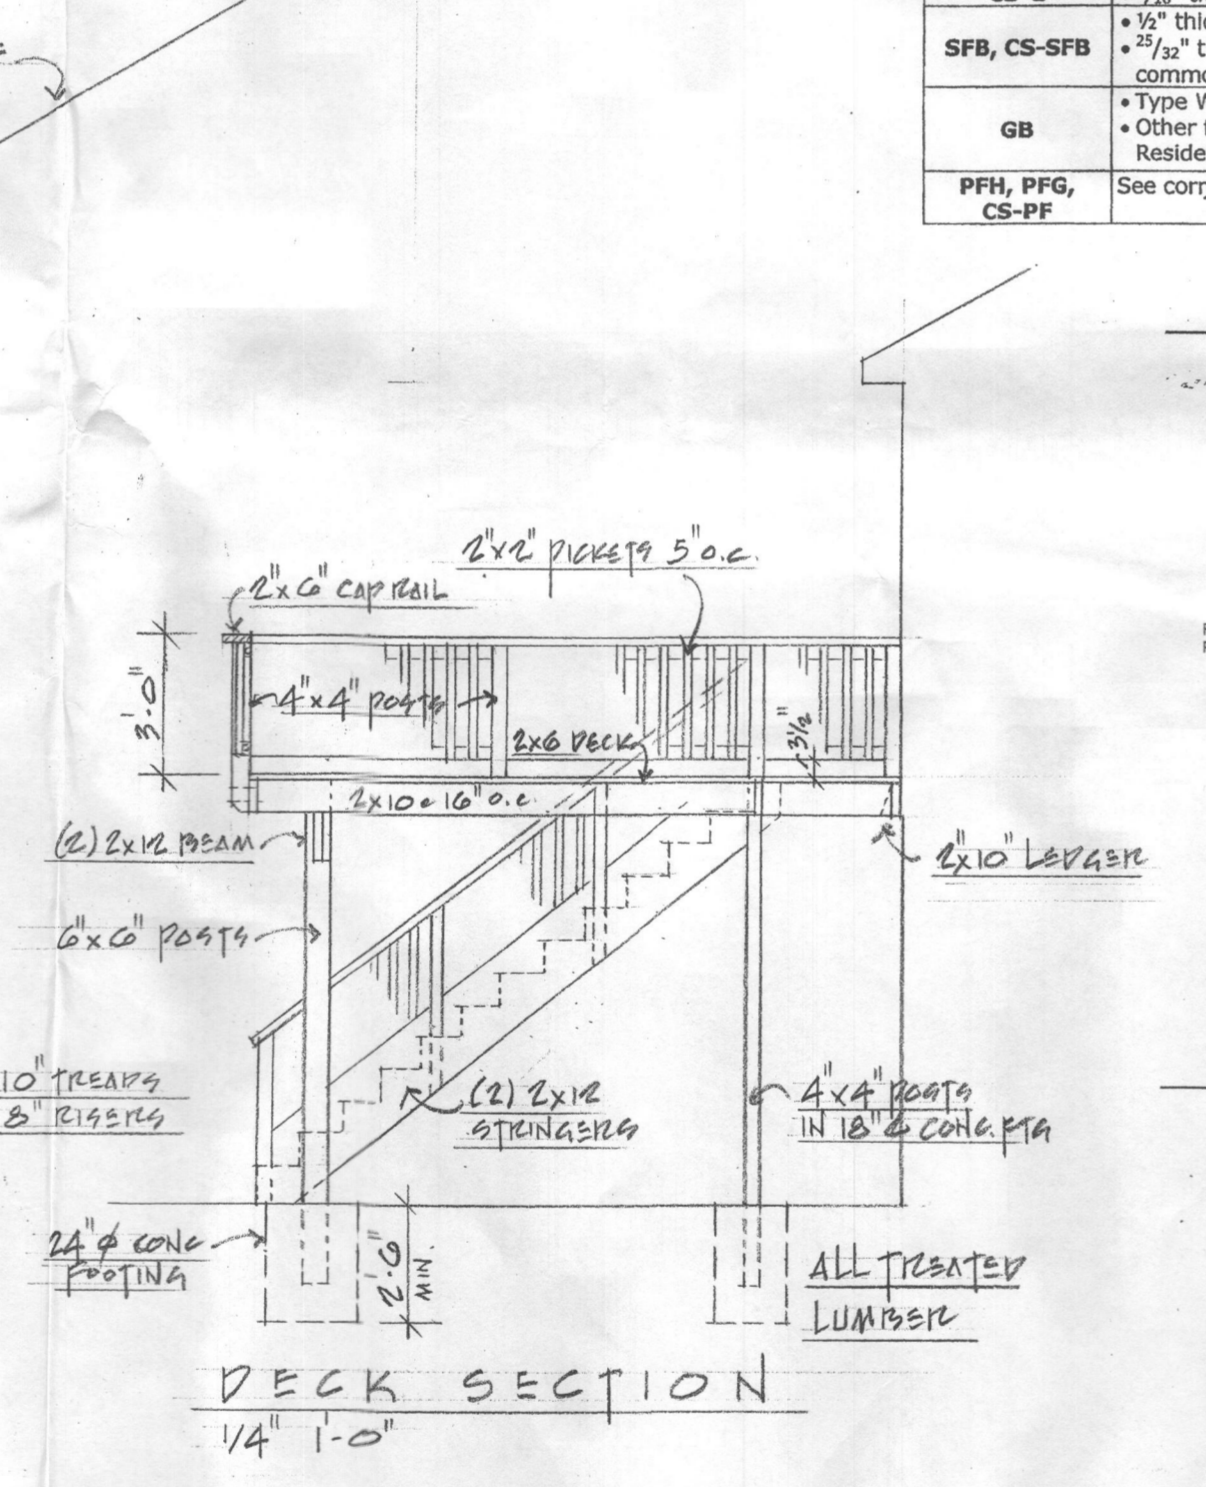 SFB, CS-SFB
• ½" thi
• 25/32" t
commo
GB
• Type W
• Other
Reside
PFH, PFG,
CS-PF
See corr
2"x2" PICKETS 5" O.C.
2"x6" CAP RAIL
3'-0"
4"x4" POSTS
2x6 DECK
3½"
2x10 @ 16" O.C.
(2) 2x12 BEAM
2"x10" LEDGER
6"x6" POSTS
10" TREADS
8" RISERS
(2) 2x12
STRINGERS
4"x4" POSTS
IN 18" Ø CONC. FTG
24" Ø CONC
FOOTING
2'-6"
MIN.
ALL TREATED
LUMBER
DECK SECTION
1/4" 1'-0"